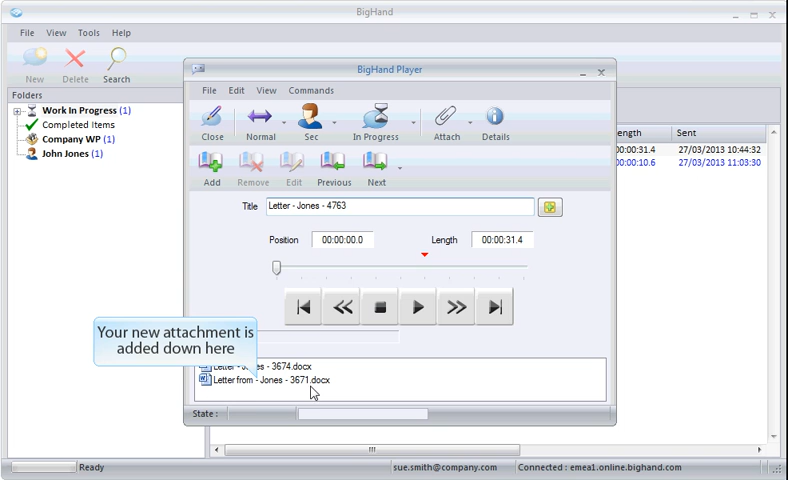 BigHand
File View Tools Help
New Delete Search
Folders
Work In Progress (1)
Completed Items
Company WP (1)
John Jones (1)
BigHand Player
File Edit View Commands
Close Normal Sec In Progress Attach Details
Add Remove Edit Previous Next
Title Letter - Jones - 4763
Position 00:00:00.0 Length 00:00:31.4
Your new attachment is
added down here
Letter - Jones - 3674.docx
Letter from - Jones - 3671.docx
State :
ength Sent
00:00:31.4 27/03/2013 10:44:32
00:00:10.6 27/03/2013 11:03:30
Ready sue.smith@company.com Connected : emea1.online.bighand.com